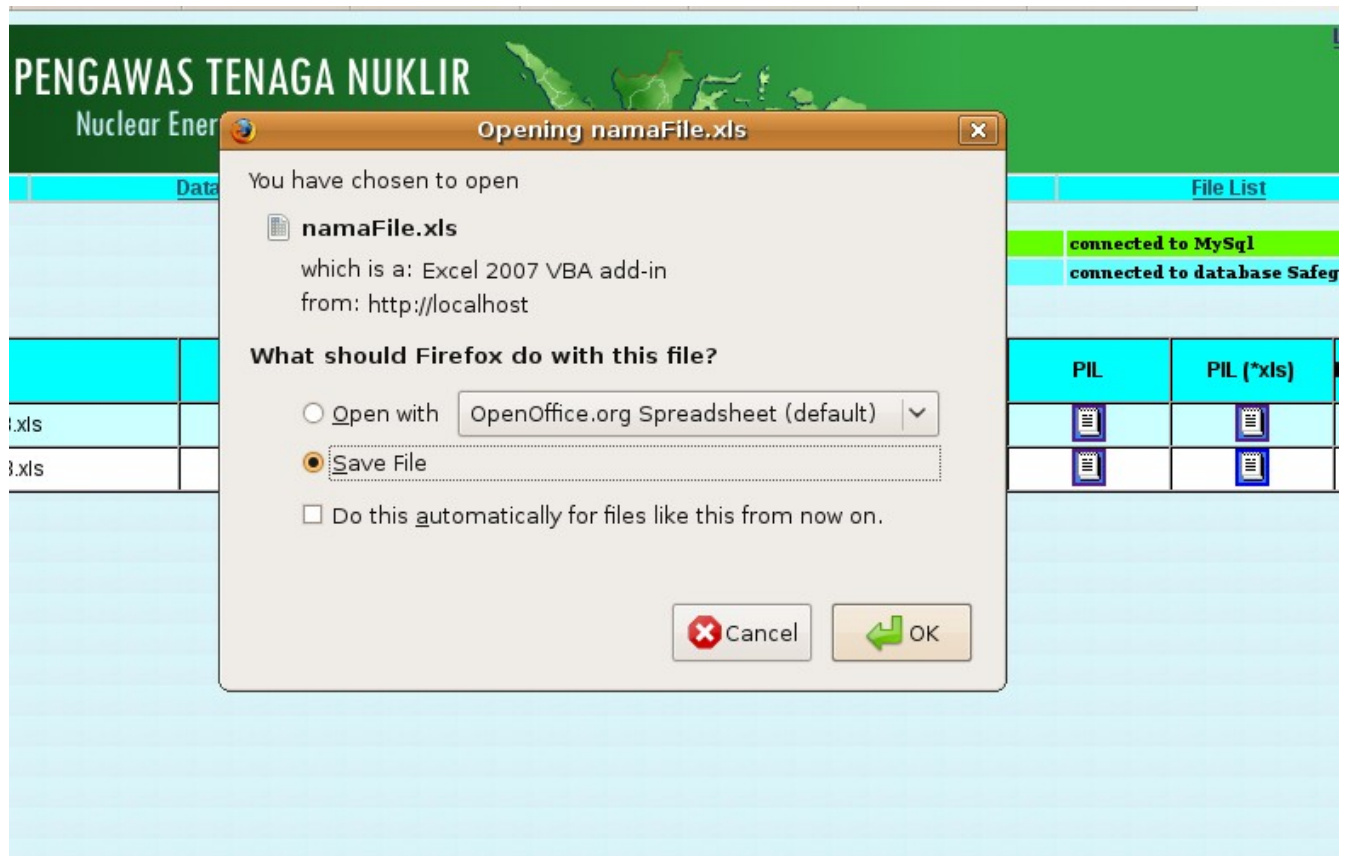 PENGAWAS TENAGA NUKLIR
Nuclear Ener
Opening namaFile.xls
Data
File List
You have chosen to open
namaFile.xls
which is a: Excel 2007 VBA add-in
from: http://localhost
connected to MySql
connected to database Safeg
What should Firefox do with this file?
PIL
PIL (*xls)
Open with
OpenOffice.org Spreadsheet (default)
.xls
Save File
.xls
Do this automatically for files like this from now on.
Cancel
OK